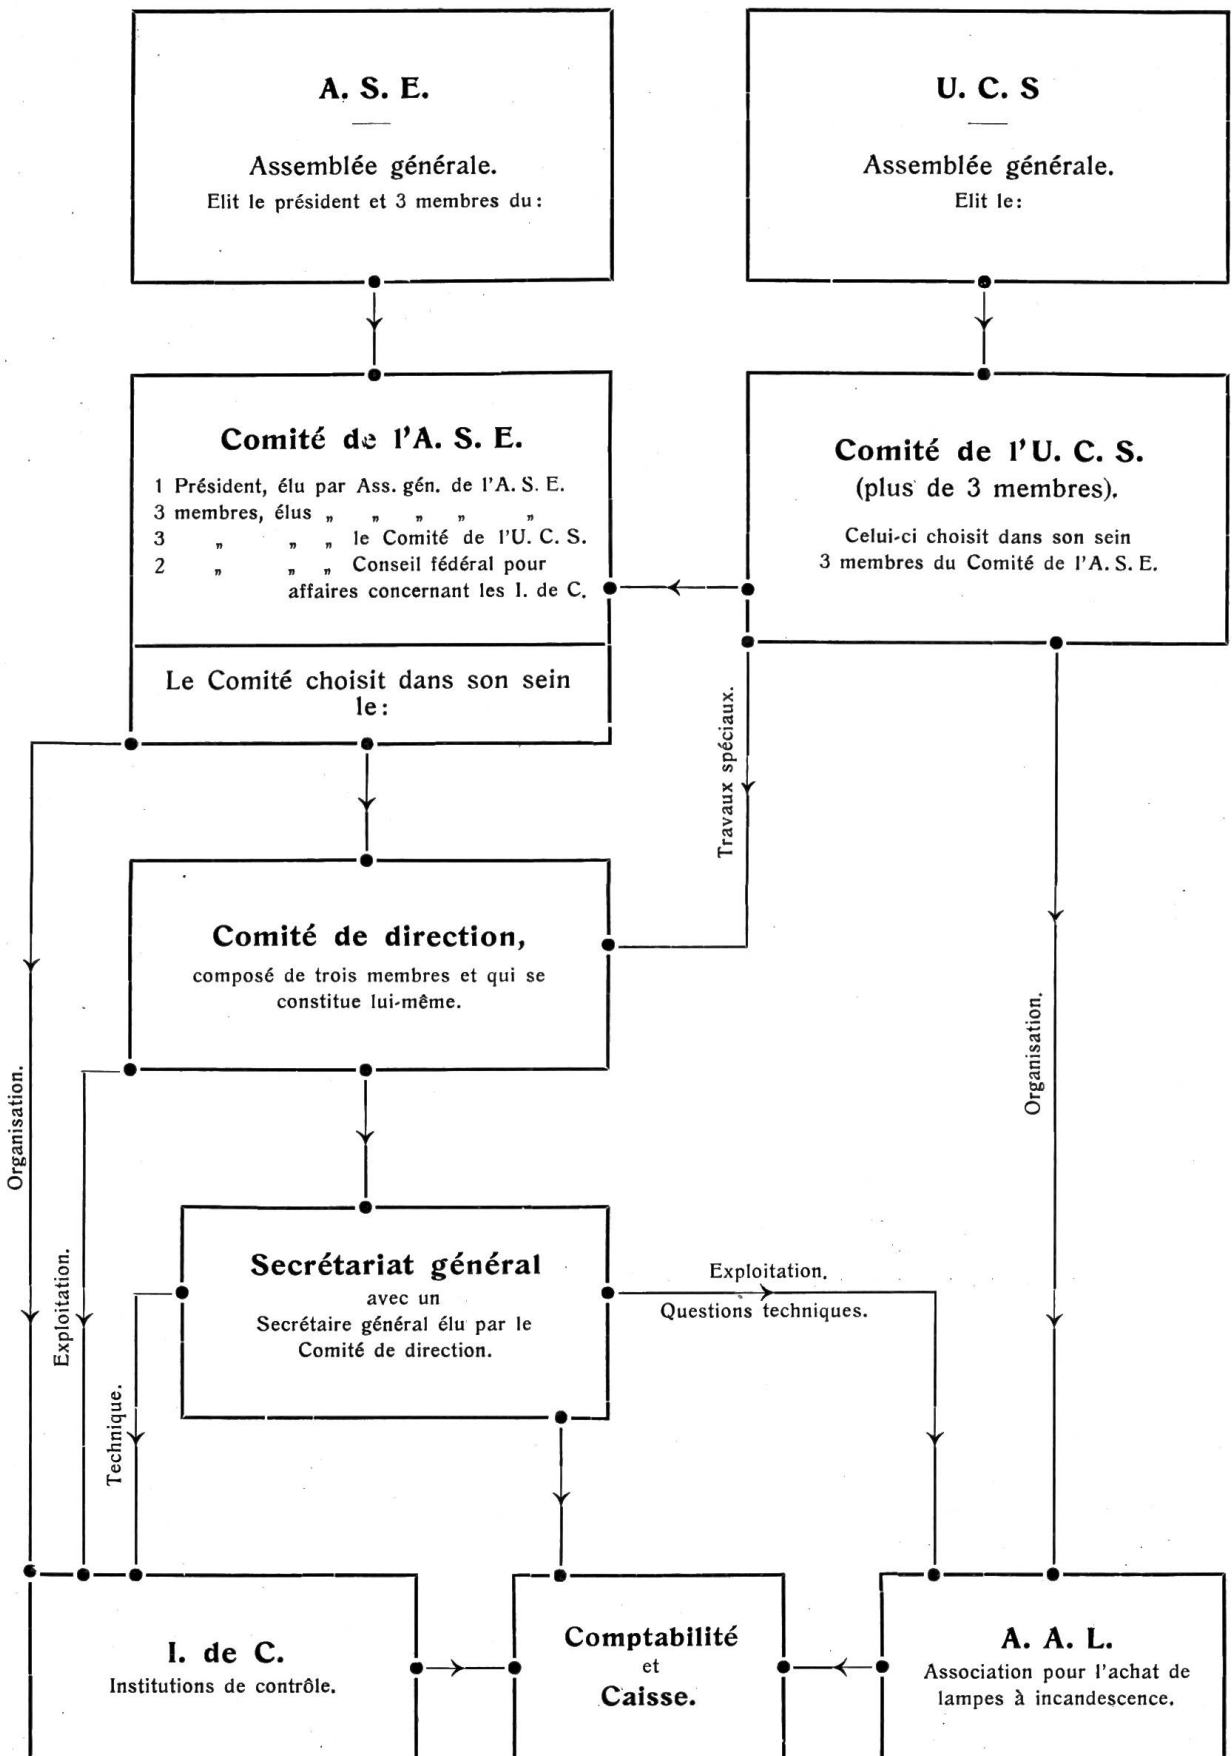 A. S. E.
Assemblée générale.
Elit le président et 3 membres du:
U. C. S
Assemblée générale.
Elit le:
Comité de l'A. S. E.
1 Président, élu par Ass. gén. de l'A. S. E.
3 membres, élus „ „ „ „ „
3 „ „ „ le Comité de l'U. C. S.
2 „ „ „ Conseil fédéral pour
affaires concernant les I. de C.
Le Comité choisit dans son sein
le:
Comité de l'U. C. S.
(plus de 3 membres).
Celui-ci choisit dans son sein
3 membres du Comité de l'A. S. E.
Travaux spéciaux.
Comité de direction,
composé de trois membres et qui se
constitue lui-même.
Organisation.
Organisation.
Exploitation.
Secrétariat général
avec un
Secrétaire général élu par le
Comité de direction.
Exploitation.
Questions techniques.
Technique.
I. de C.
Institutions de contrôle.
Comptabilité
et
Caisse.
A. A. L.
Association pour l'achat de
lampes à incandescence.